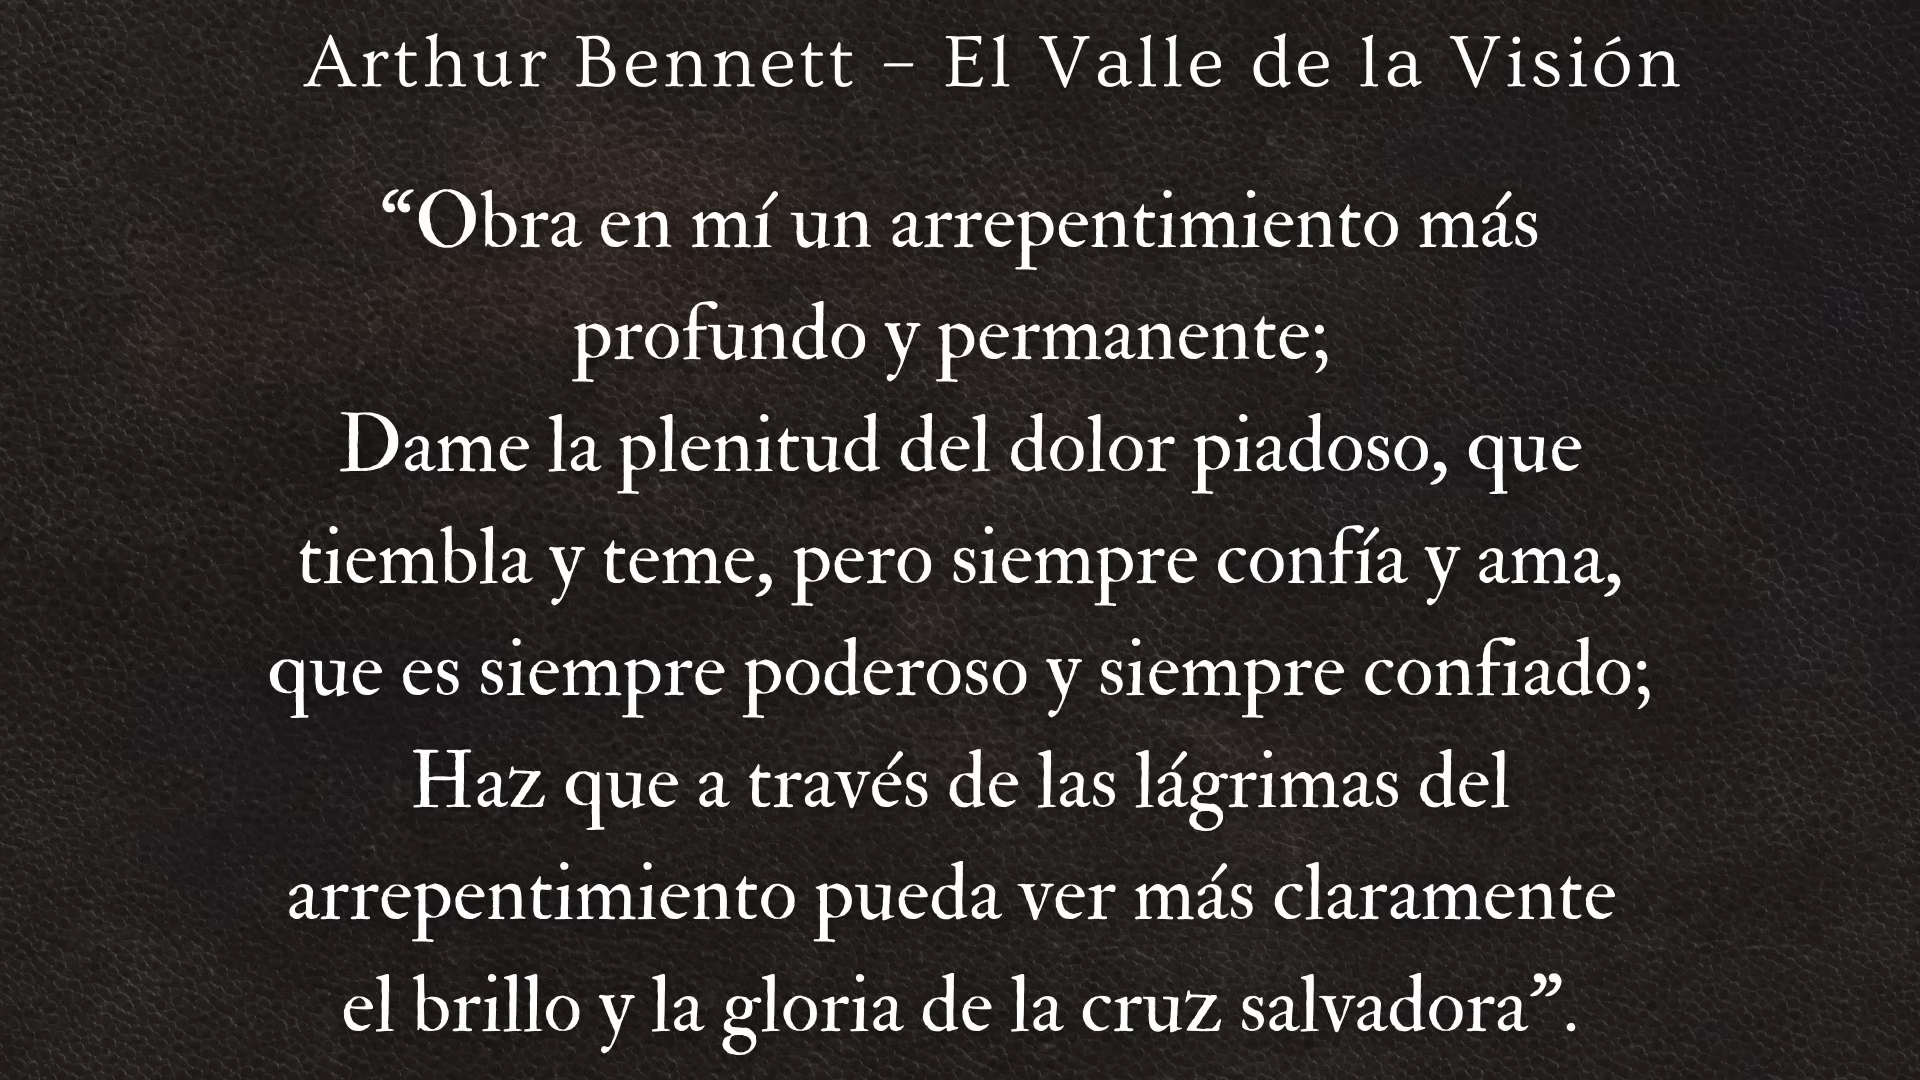 Arthur Bennett – El Valle de la Visión
“Obra en mí un arrepentimiento más
profundo y permanente;
Dame la plenitud del dolor piadoso, que
tiembla y teme, pero siempre confía y ama,
que es siempre poderoso y siempre confiado;
Haz que a través de las lágrimas del
arrepentimiento pueda ver más claramente
el brillo y la gloria de la cruz salvadora”.